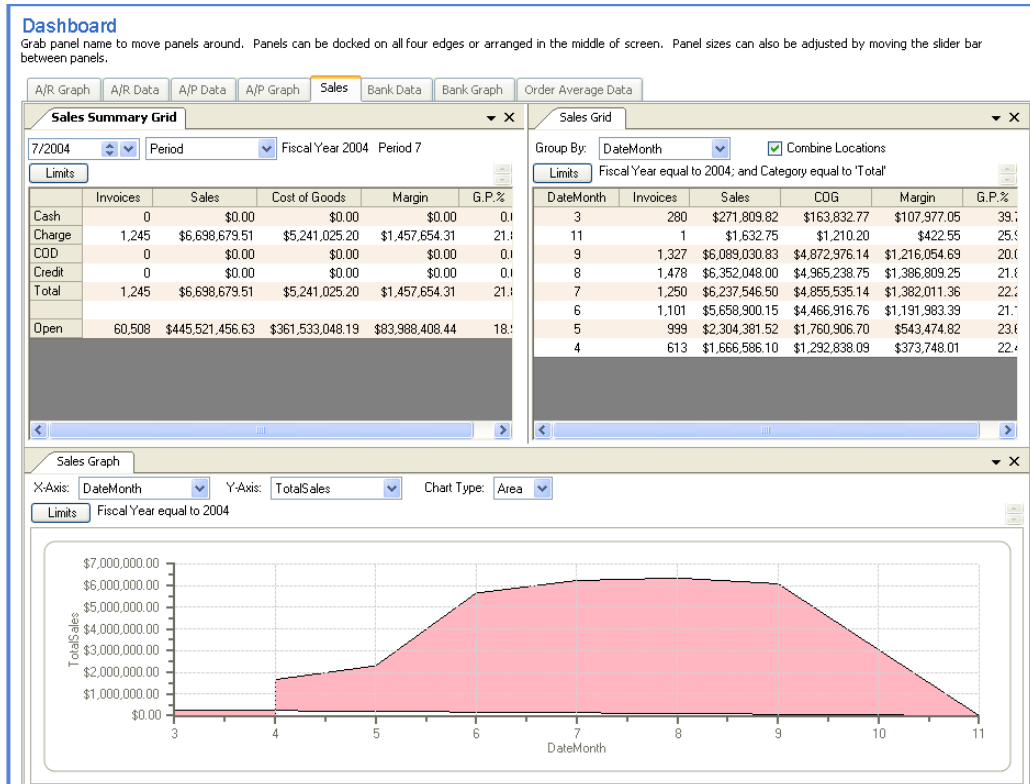 Dashboard
Grab panel name to move panels around. Panels can be docked on all four edges or arranged in the middle of screen. Panel sizes can also be adjusted by moving the slider bar
between panels.
A/R Graph A/R Data A/P Data A/P Graph Sales Bank Data Bank Graph Order Average Data
Sales Summary Grid
7/2004 Period Fiscal Year 2004 Period 7
Limits
Invoices Sales Cost of Goods Margin G.P.%
Cash 0 $0.00 $0.00 $0.00
Charge 1,245 $6,698,679.51 $5,241,025.20 $1,457,654.31
COD 0 $0.00 $0.00 $0.00
Credit 0 $0.00 $0.00 $0.00
Total 1,245 $6,698,679.51 $5,241,025.20 $1,457,654.31
Open 60,508 $445,521,456.63 $361,533,048.19 $83,988,408.44
Sales Grid
Group By: DateMonth Combine Locations
Limits Fiscal Year equal to 2004; and Category equal to 'Total'
DateMonth Invoices Sales COG Margin G.P.%
3 280 $271,809.82 $163,832.77 $107,977.05
11 1 $1,632.75 $1,210.20 $422.55
9 1,327 $6,089,030.83 $4,872,976.14 $1,216,054.69
8 1,478 $6,352,048.00 $4,965,238.75 $1,386,809.25
7 1,250 $6,237,546.50 $4,855,535.14 $1,382,011.36
6 1,101 $5,658,900.15 $4,466,916.76 $1,191,983.39
5 999 $2,304,381.52 $1,760,906.70 $543,474.82
4 613 $1,666,586.10 $1,292,838.09 $373,748.01
Sales Graph
X-Axis: DateMonth Y-Axis: TotalSales Chart Type: Area
Limits Fiscal Year equal to 2004
$7,000,000.00
$6,000,000.00
$5,000,000.00
$4,000,000.00
$3,000,000.00
$2,000,000.00
$1,000,000.00
$0.00
TotalSales
3 4 5 6 7 8 9 10 11
DateMonth